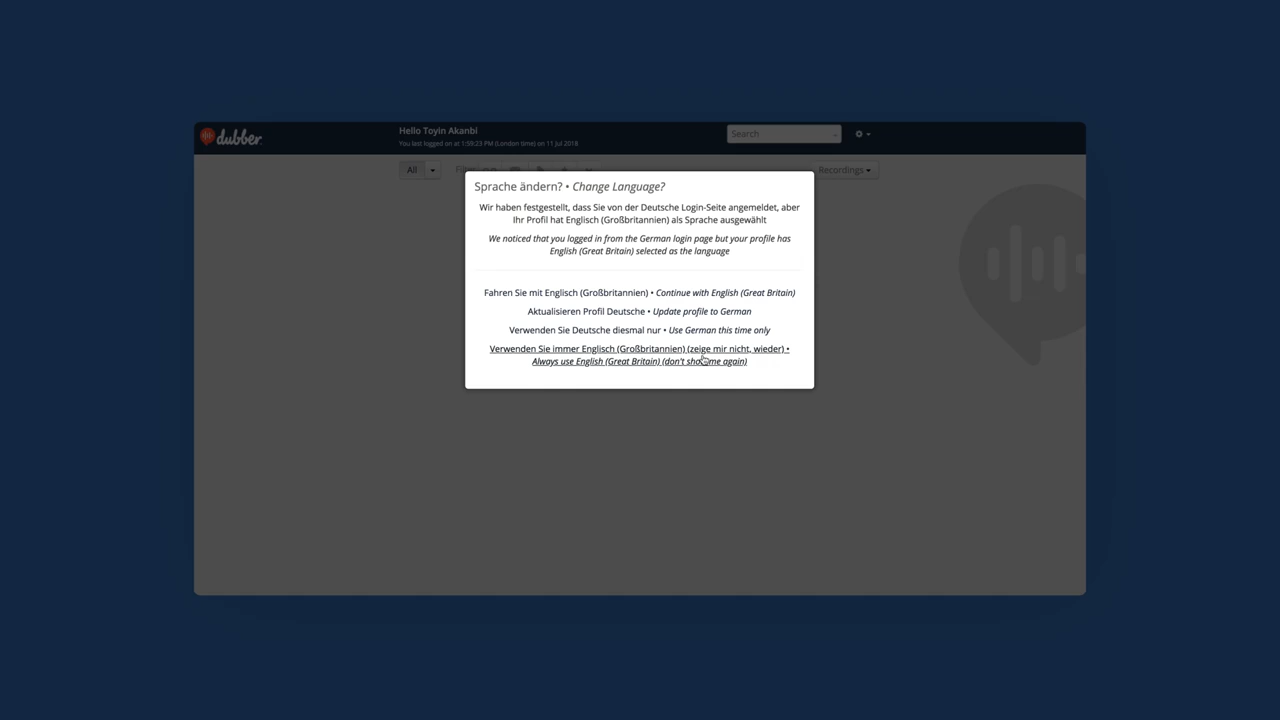 dubber
Hello Toyin Akanbi
You last logged on at 1:59:23 PM (London time) on 11 Jul 2018
Search
All
Recordings
Sprache ändern? • Change Language?
Wir haben festgestellt, dass Sie von der Deutsche Login-Seite angemeldet, aber
Ihr Profil hat Englisch (Großbritannien) als Sprache ausgewählt
We noticed that you logged in from the German login page but your profile has
English (Great Britain) selected as the language
Fahren Sie mit Englisch (Großbritannien) • Continue with English (Great Britain)
Aktualisieren Profil Deutsche • Update profile to German
Verwenden Sie Deutsche diesmal nur • Use German this time only
Verwenden Sie immer Englisch (Großbritannien) (zeige mir nicht, wieder) •
Always use English (Great Britain) (don't show me again)